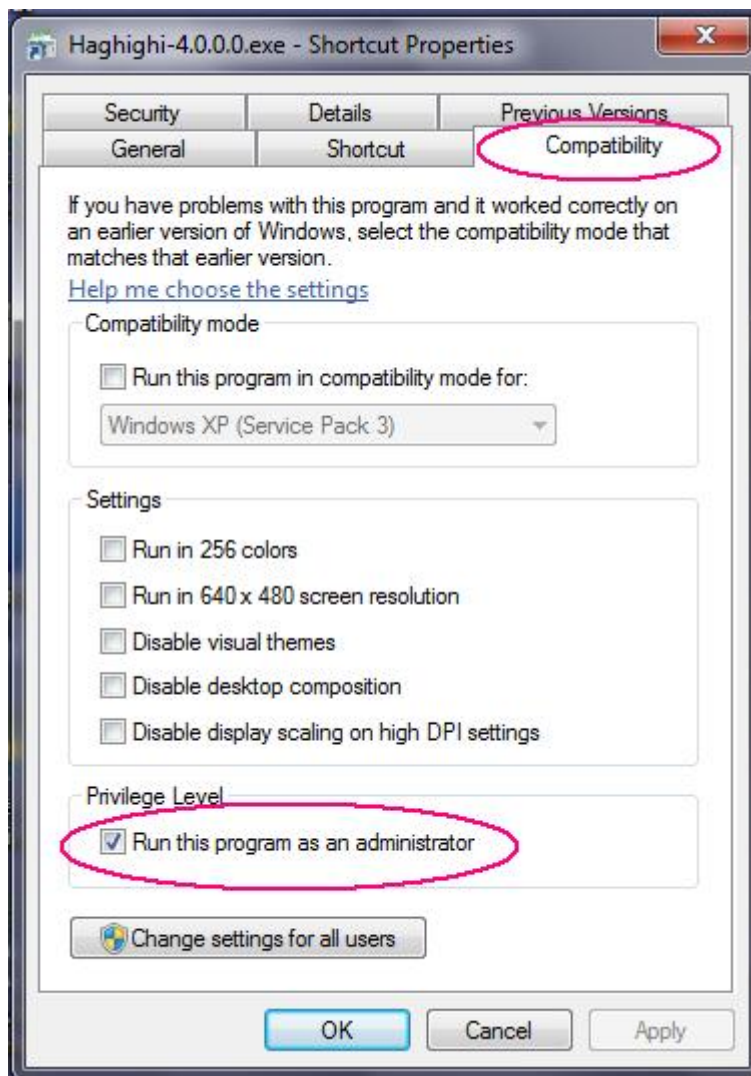 Haghighi-4.0.0.0.exe - Shortcut Properties
Security Details Previous Versions
General Shortcut Compatibility
If you have problems with this program and it worked correctly on
an earlier version of Windows, select the compatibility mode that
matches that earlier version.
Help me choose the settings
Compatibility mode
Run this program in compatibility mode for:
Windows XP (Service Pack 3)
Settings
Run in 256 colors
Run in 640 x 480 screen resolution
Disable visual themes
Disable desktop composition
Disable display scaling on high DPI settings
Privilege Level
Run this program as an administrator
Change settings for all users
OK Cancel Apply